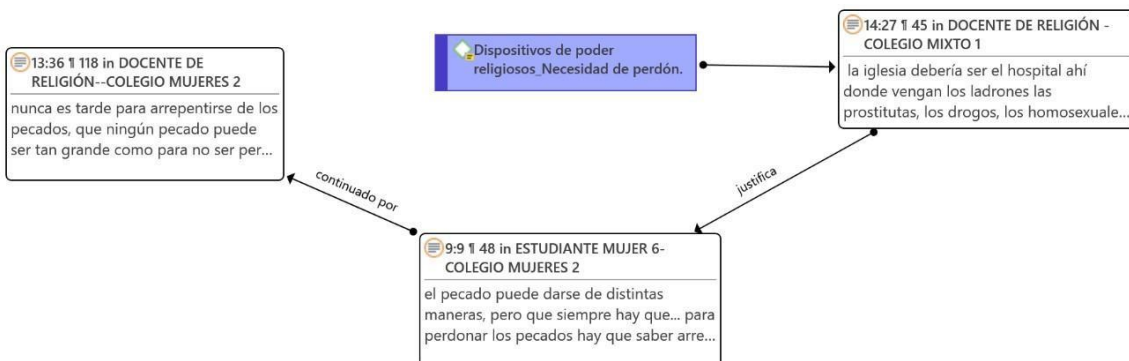 13:36 ¶ 118 in DOCENTE DE
RELIGIÓN--COLEGIO MUJERES 2
nunca es tarde para arrepentirse de los
pecados, que ningún pecado puede
ser tan grande como para no ser per...
Dispositivos de poder
religiosos_Necesidad de perdón.
14:27 ¶ 45 in DOCENTE DE RELIGIÓN -
COLEGIO MIXTO 1
la iglesia debería ser el hospital ahí
donde vengan los ladrones las
prostitutas, los drogos, los homosexuale...
continuado por
justifica
9:9 ¶ 48 in ESTUDIANTE MUJER 6-
COLEGIO MUJERES 2
el pecado puede darse de distintas
maneras, pero que siempre hay que... para
perdonar los pecados hay que saber arre...